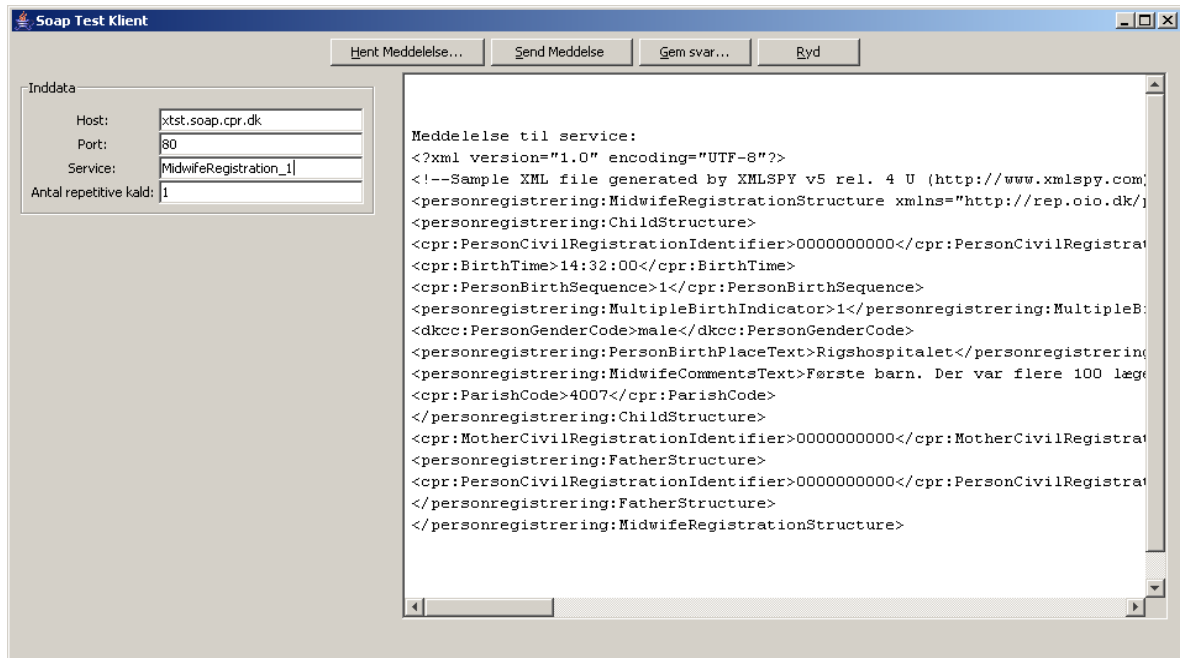 Soap Test Klient
Hent Meddelelse... Send Meddelse Gem svar... Ryd
Inddata
Host: xtst.soap.cpr.dk
Port: 80
Service: MidwifeRegistration_1
Antal repetitive kald: 1
Meddelelse til service:
<?xml version="1.0" encoding="UTF-8"?>
<!--Sample XML file generated by XMLSPY v5 rel. 4 U (http://www.xmlspy.com)
<personregistrering:MidwifeRegistrationStructure xmlns="http://rep.oio.dk/
<personregistrering:ChildStructure>
<cpr:PersonCivilRegistrationIdentifier>0000000000</cpr:PersonCivilRegistrat
<cpr:BirthTime>14:32:00</cpr:BirthTime>
<cpr:PersonBirthSequence>1</cpr:PersonBirthSequence>
<personregistrering:MultipleBirthIndicator>1</personregistrering:MultipleB
<dkcc:PersonGenderCode>male</dkcc:PersonGenderCode>
<personregistrering:PersonBirthPlaceText>Rigshospitalet</personregistrering
<personregistrering:MidwifeCommentsText>Første barn. Der var flere 100 læge
<cpr:ParishCode>4007</cpr:ParishCode>
</personregistrering:ChildStructure>
<cpr:MotherCivilRegistrationIdentifier>0000000000</cpr:MotherCivilRegistrat
<personregistrering:FatherStructure>
<cpr:PersonCivilRegistrationIdentifier>0000000000</cpr:PersonCivilRegistrat
</personregistrering:FatherStructure>
</personregistrering:MidwifeRegistrationStructure>